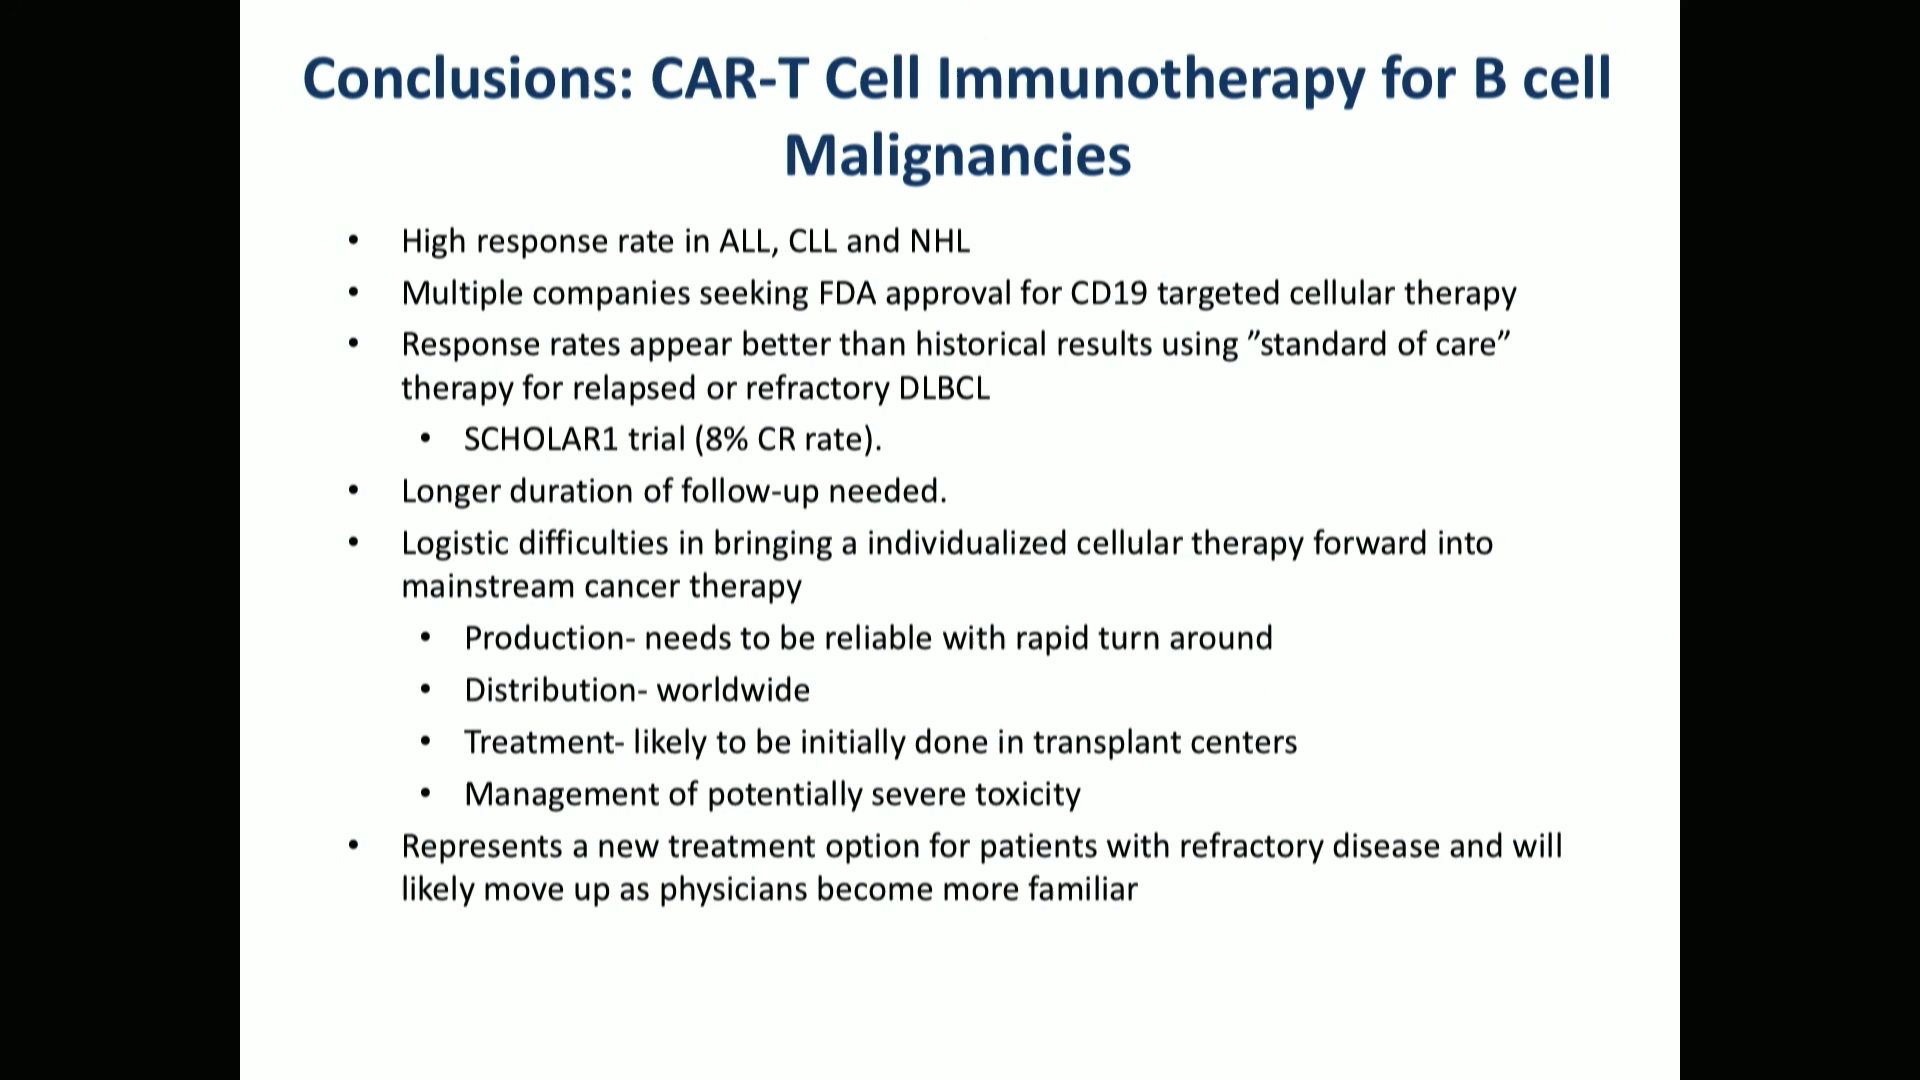 Conclusions: CAR-T Cell Immunotherapy for B cell
Malignancies
• High response rate in ALL, CLL and NHL
• Multiple companies seeking FDA approval for CD19 targeted cellular therapy
• Response rates appear better than historical results using ”standard of care”
therapy for relapsed or refractory DLBCL
• SCHOLAR1 trial (8% CR rate).
• Longer duration of follow-up needed.
• Logistic difficulties in bringing a individualized cellular therapy forward into
mainstream cancer therapy
• Production- needs to be reliable with rapid turn around
• Distribution- worldwide
• Treatment- likely to be initially done in transplant centers
• Management of potentially severe toxicity
• Represents a new treatment option for patients with refractory disease and will
likely move up as physicians become more familiar